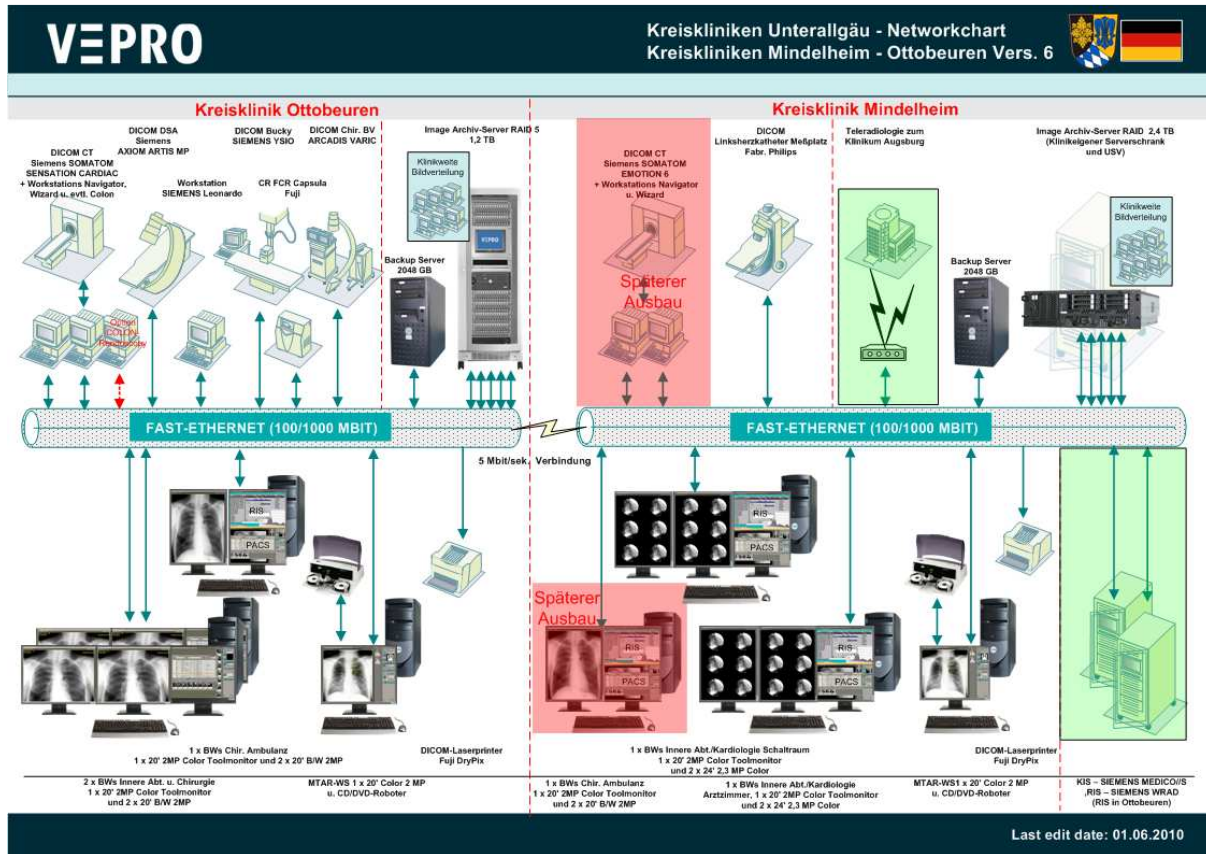 VEPRO
Kreiskliniken Unterallgäu - Networkchart
Kreiskliniken Mindelheim - Ottobeuren Vers. 6
Kreisklinik Ottobeuren
Kreisklinik Mindelheim
DICOM CT
Siemens SOMATOM
SENSATION CARDIAC
+ Workstations Navigator,
Wizard u. evtl. Colon
DICOM DSA
Siemens
AXIOM ARTIS MP
Workstation
SIEMENS Leonardo
DICOM Bucky
SIEMENS YSIO
CR FCR Capsula
Fuji
DICOM Chir. BV
ARCADIS VARIC
Image Archiv-Server RAID 5
1,2 TB
Klinikweite
Bildverteilung
VEPRO
Backup Server
2048 GB
Option
COLON-
DICOM CT
Siemens SOMATOM
EMOTION 6
+ Workstations Navigator
u. Wizard
Späterer
Ausbau
DICOM
Linksherzkatheter Meßplatz
Fabr. Philips
Teleradiologie zum
Klinikum Augsburg
Backup Server
2048 GB
Image Archiv-Server RAID 2,4 TB
(Klinikeigener Serverschrank
und USV)
Klinikweite
Bildverteilung
FAST-ETHERNET (100/1000 MBIT)
FAST-ETHERNET (100/1000 MBIT)
5 Mbit/sek. Verbindung
RIS
PACS
RIS
PACS
Späterer
Ausbau
RIS
PACS
RIS
PACS
1 x BWs Chir. Ambulanz
1 x 20' 2MP Color Toolmonitor und 2 x 20' B/W 2MP
DICOM-Laserprinter
Fuji DryPix
2 x BWs Innere Abt. u. Chirurgie
1 x 20' 2MP Color Toolmonitor
und 2 x 20' B/W 2MP
MTAR-WS 1 x 20' Color 2 MP
u. CD/DVD-Roboter
1 x BWs Innere Abt./Kardiologie Schaltraum
1 x 20' 2MP Color Toolmonitor
und 2 x 24' 2,3 MP Color
DICOM-Laserprinter
Fuji DryPix
1 x BWs Chir. Ambulanz
1 x 20' 2MP Color Toolmonitor
und 2 x 20' B/W 2MP
1 x BWs Innere Abt./Kardiologie
Arztzimmer, 1 x 20' 2MP Color Toolmonitor
und 2 x 24' 2,3 MP Color
MTAR-WS1 x 20' Color 2 MP
u. CD/DVD-Roboter
KIS – SIEMENS MEDICO//S
,RIS – SIEMENS WRAD
(RIS in Ottobeuren)
Last edit date: 01.06.2010